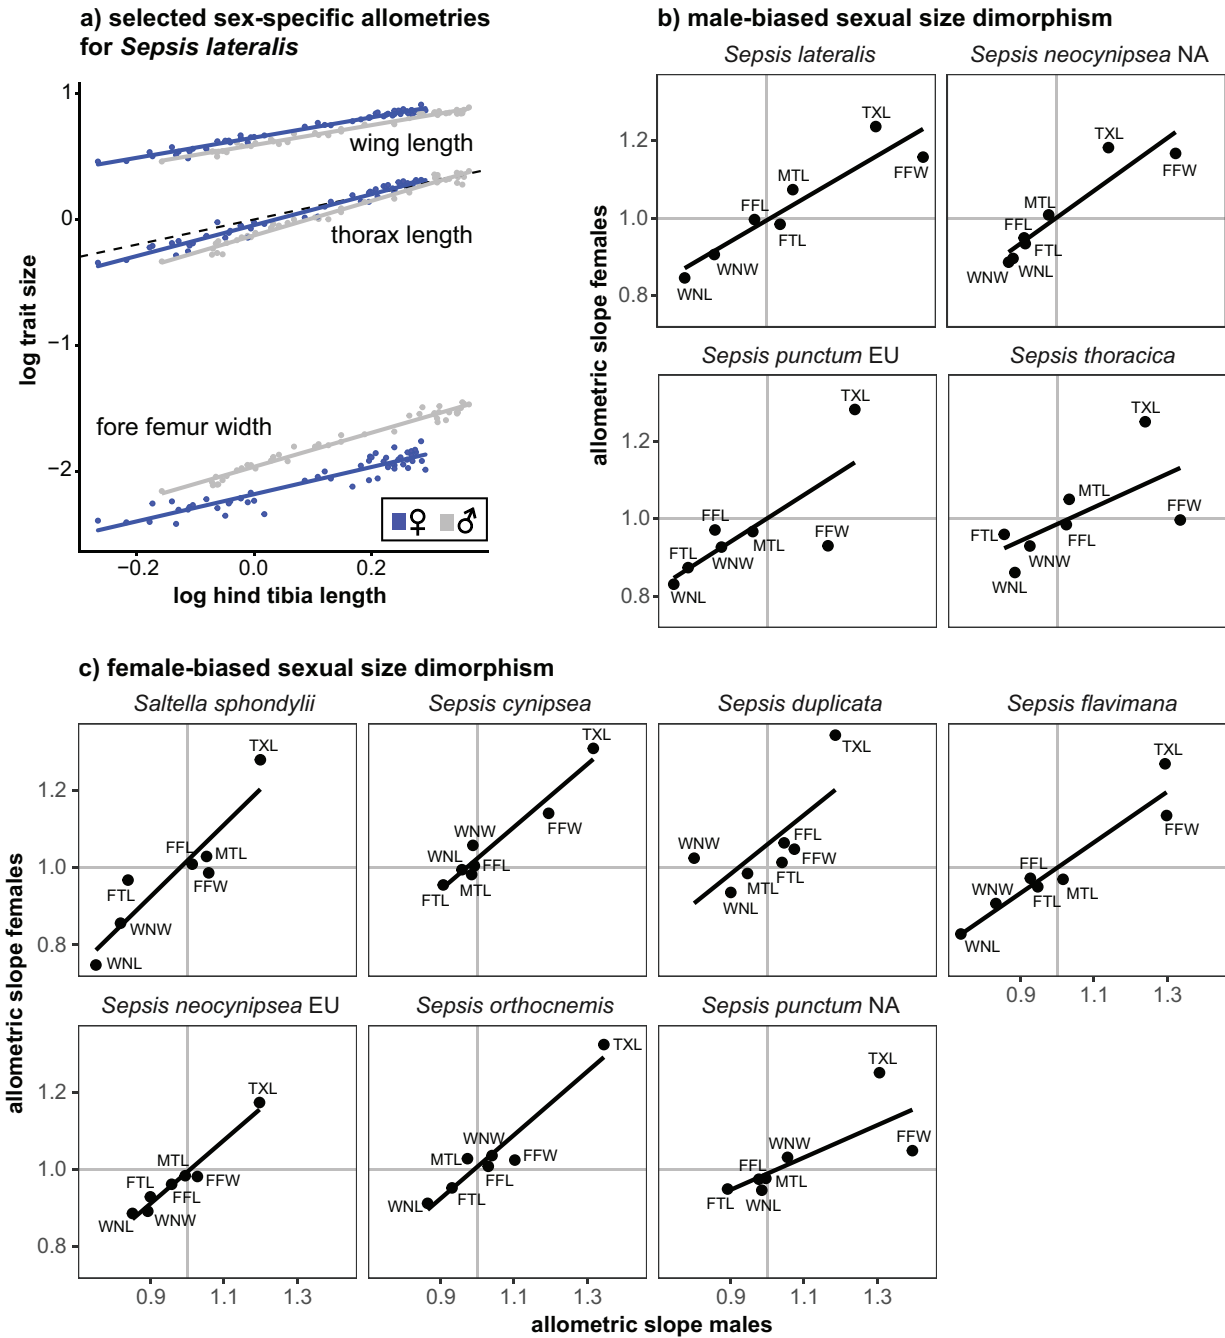 a) selected sex-specific allometries
for Sepsis lateralis
1
0
−1
−2
log trait size
wing length
thorax length
fore femur width
♀ ♂
−0.2 0.0 0.2
log hind tibia length
b) male-biased sexual size dimorphism
Sepsis lateralis
Sepsis neocynipsea NA
1.2
1.0
0.8
TXL
FFW
MTL
FFL
FTL
WNW
WNL
TXL
FFW
MTL
FFL
FTL
WNW
WNL
allometric slope females
Sepsis punctum EU
Sepsis thoracica
1.2
1.0
0.8
TXL
FFL
FFW
MTL
FTL
WNW
WNL
TXL
MTL
FFW
FTL
FFL
WNW
WNL
c) female-biased sexual size dimorphism
Saltella sphondylii
Sepsis cynipsea
Sepsis duplicata
Sepsis flavimana
1.2
1.0
0.8
TXL
FFL
MTL
FTL
FFW
WNW
WNL
TXL
FFW
WNW
WNL
FFL
FTL
MTL
TXL
WNW
FFL
FFW
MTL
FTL
WNL
TXL
FFW
FFL
WNW
FTL
MTL
WNL
0.9 1.1 1.3
allometric slope females
Sepsis neocynipsea EU
Sepsis orthocnemis
Sepsis punctum NA
1.2
1.0
0.8
TXL
MTL
FTL
FFW
FFL
WNL
WNW
TXL
WNW
MTL
FFW
FFL
FTL
WNL
TXL
WNW
FFW
FFL
MTL
FTL
WNL
0.9 1.1 1.3
0.9 1.1 1.3
0.9 1.1 1.3
allometric slope males